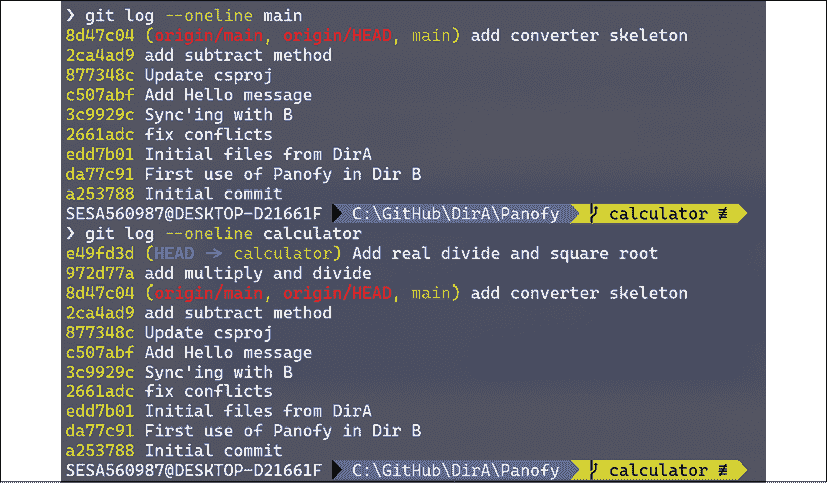 ❯ git log --oneline main
8d47c04 (origin/main, origin/HEAD, main) add converter skeleton
2ca4ad9 add subtract method
877348c Update csproj
c507abf Add Hello message
3c9929c Sync'ing with B
2661adc fix conflicts
edd7b01 Initial files from DirA
da77c91 First use of Panofy in Dir B
a253788 Initial commit
SESA560987@DESKTOP-D21661F C:\GitHub\DirA\Panofy calculator ≢
❯ git log --oneline calculator
e49fd3d (HEAD → calculator) Add real divide and square root
972d77a add multiply and divide
8d47c04 (origin/main, origin/HEAD, main) add converter skeleton
2ca4ad9 add subtract method
877348c Update csproj
c507abf Add Hello message
3c9929c Sync'ing with B
2661adc fix conflicts
edd7b01 Initial files from DirA
da77c91 First use of Panofy in Dir B
a253788 Initial commit
SESA560987@DESKTOP-D21661F C:\GitHub\DirA\Panofy calculator ≢